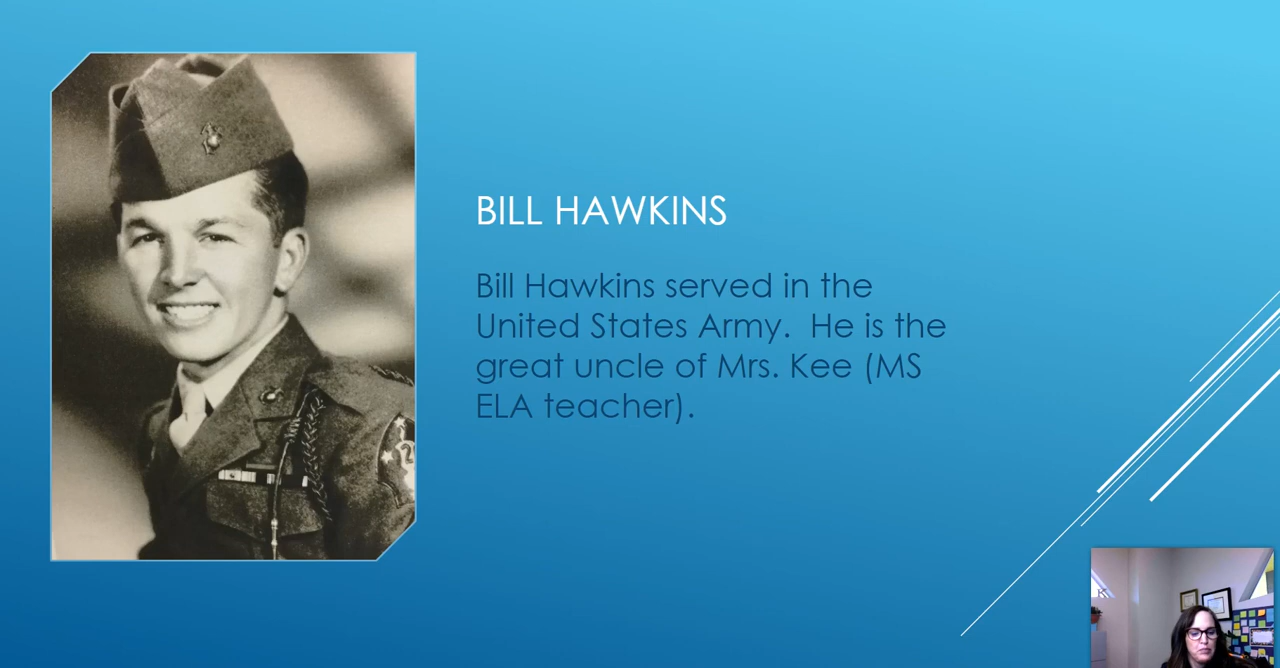 BILL HAWKINS
Bill Hawkins served in the
United States Army.  He is the
great uncle of Mrs. Kee (MS
ELA teacher).